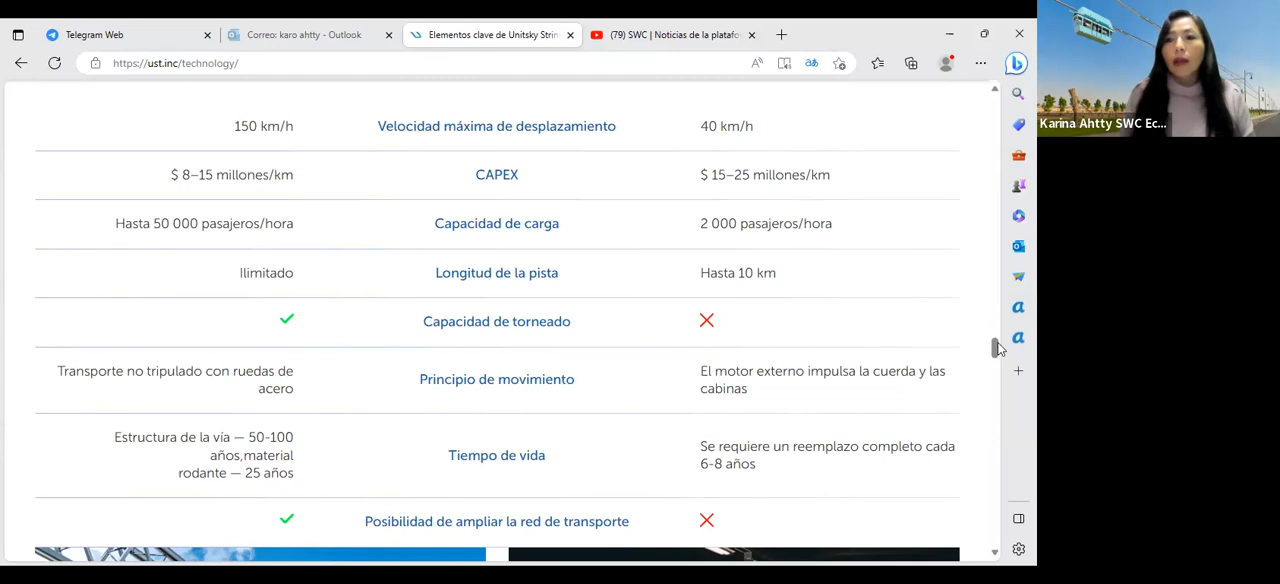 Telegram Web
Correo: karo ahtty - Outlook
Elementos clave de Unitsky Strin
(79) SWC | Noticias de la platafo
https://ust.inc/technology/
150 km/h Velocidad máxima de desplazamiento 40 km/h
$ 8–15 millones/km CAPEX $ 15–25 millones/km
Hasta 50 000 pasajeros/hora Capacidad de carga 2 000 pasajeros/hora
Ilimitado Longitud de la pista Hasta 10 km
Capacidad de torneado
Transporte no tripulado con ruedas de
acero
Principio de movimiento
El motor externo impulsa la cuerda y las
cabinas
Estructura de la vía — 50-100
años,material
rodante — 25 años
Tiempo de vida
Se requiere un reemplazo completo cada
6-8 años
Posibilidad de ampliar la red de transporte
Karina Ahtty SWC Ec...